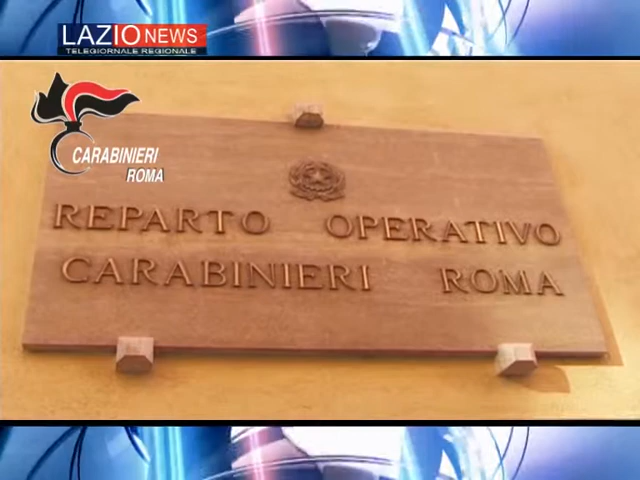 LAZIONEWS
TELEGIORNALE REGIONALE
CARABINIERI
ROMA
REPARTO OPERATIVO
CARABINIERI ROMA